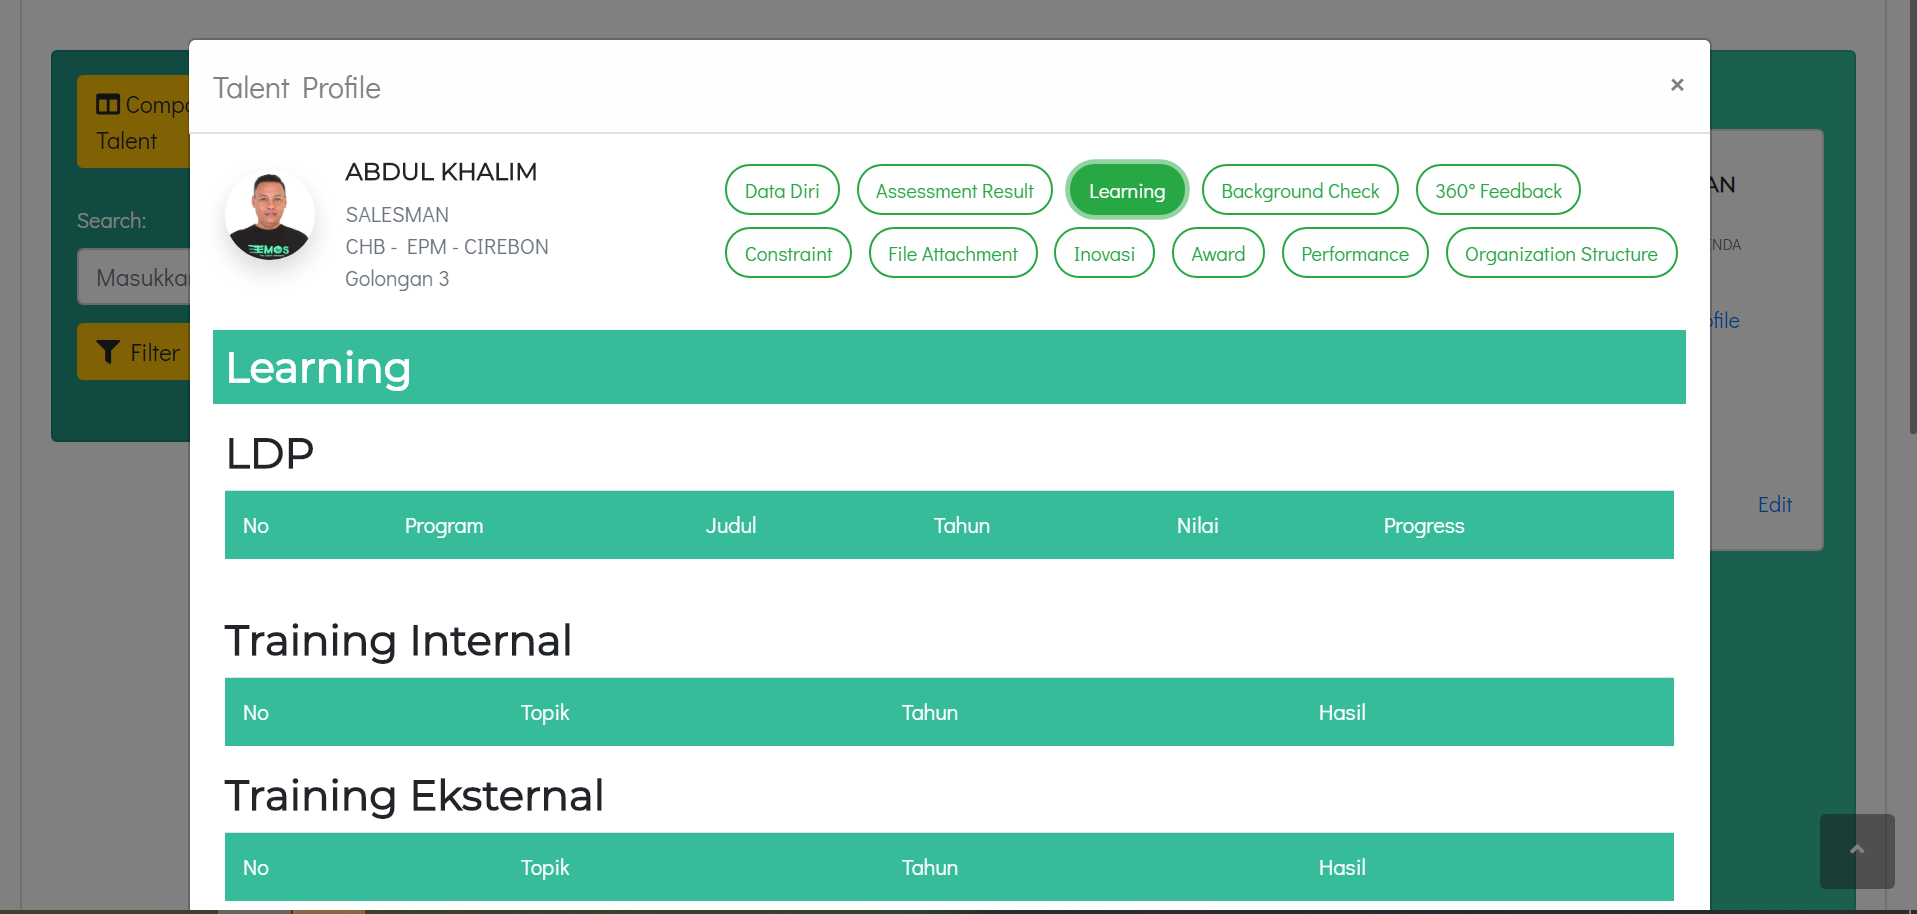 Talent Profile
×
Talent
Search:
Filter
ABDUL KHALIM
SALESMAN
CHB - EPM - CIREBON
Golongan 3
Data Diri
Assessment Result
Learning
Background Check
360° Feedback
Constraint
File Attachment
Inovasi
Award
Performance
Organization Structure
Learning
LDP
No Program Judul Tahun Nilai Progress
Training Internal
No Topik Tahun Hasil
Training Eksternal
No Topik Tahun Hasil
Edit